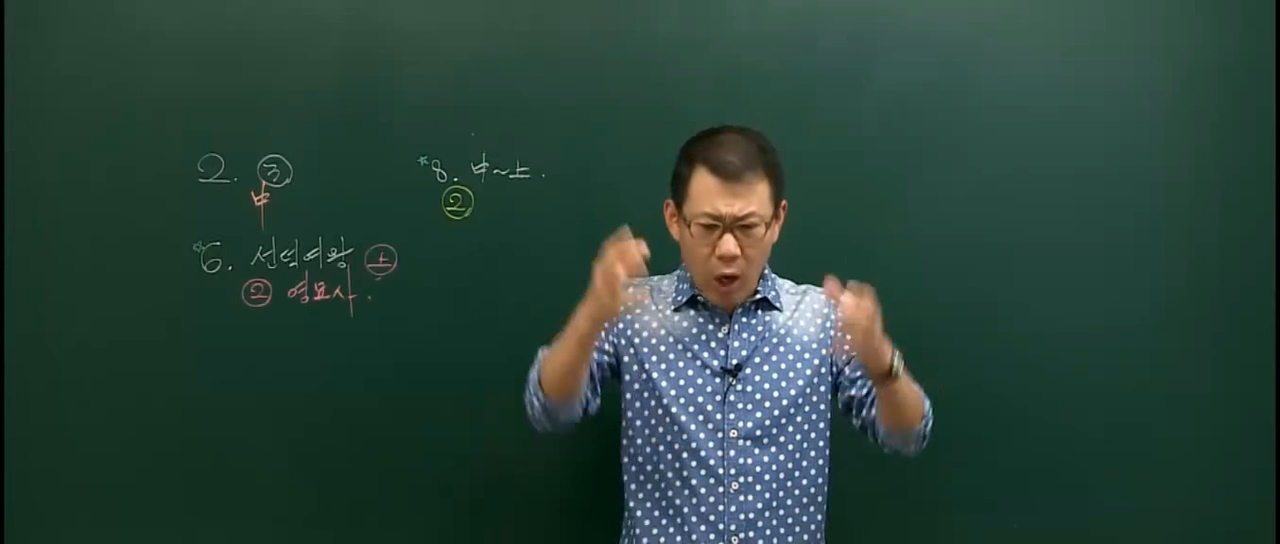 2. ③
中
☆6. 선덕여왕 上
② 영묘사.
☆8. 中~上.
②